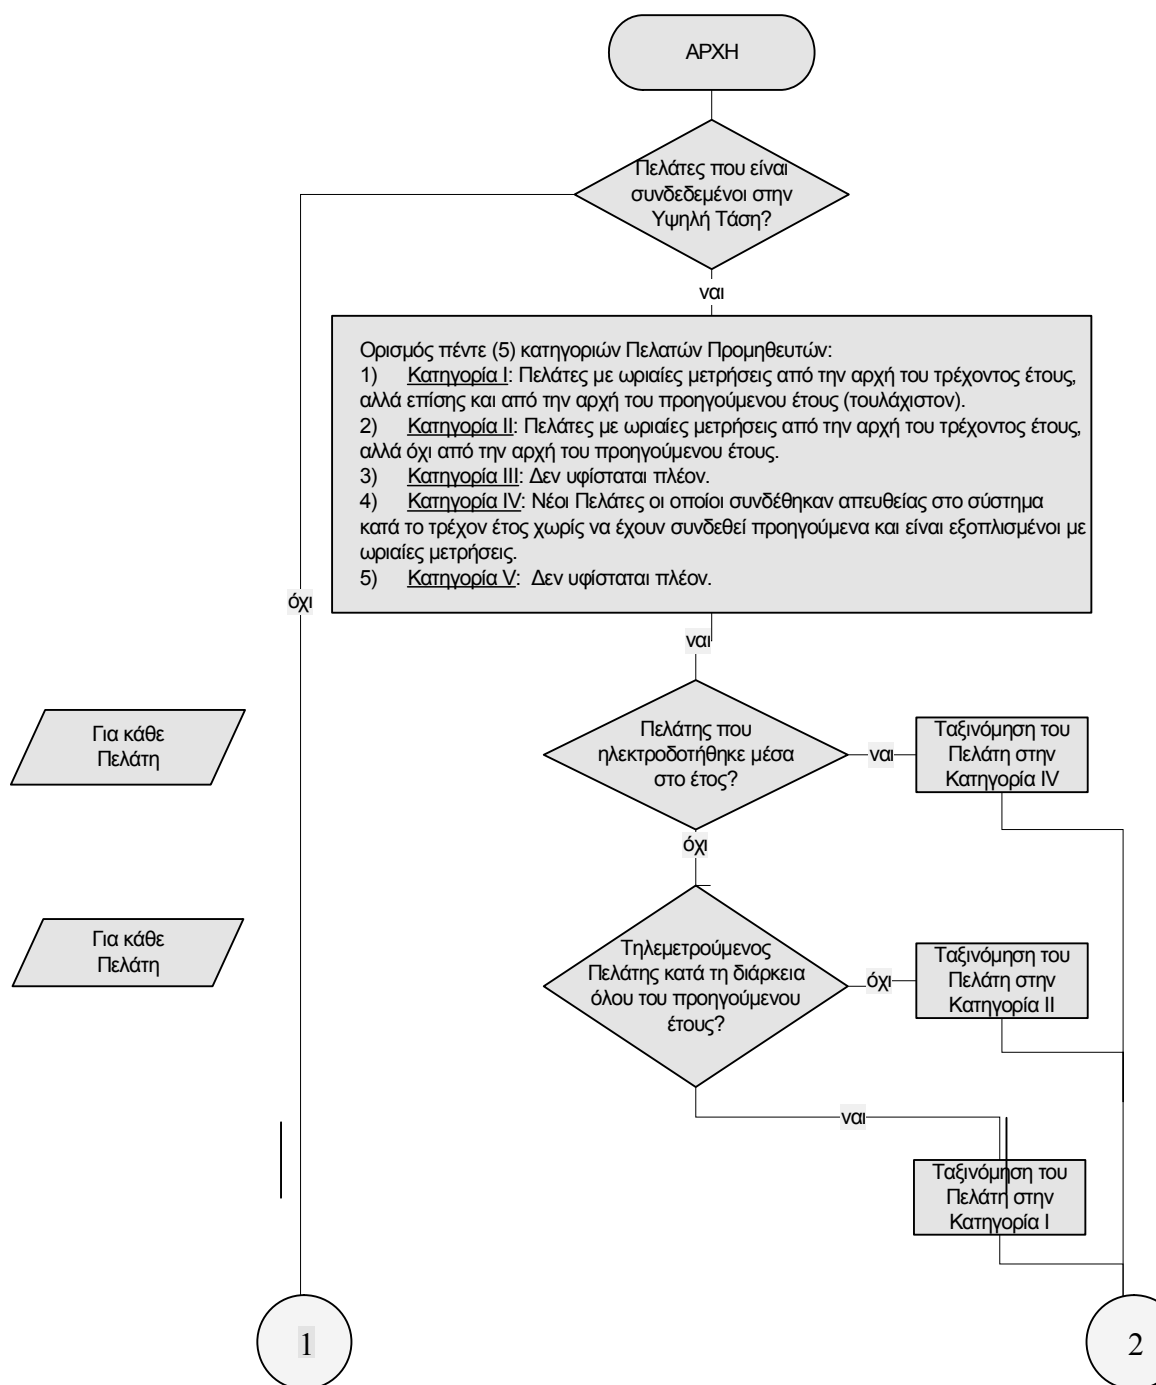 ΑΡΧΗ
Πελάτες που είναι
συνδεδεμένοι στην
Υψηλή Τάση?
ναι
Ορισμός πέντε (5) κατηγοριών Πελατών Προμηθευτών:
1) Κατηγορία I: Πελάτες με ωριαίες μετρήσεις από την αρχή του τρέχοντος έτους,
αλλά επίσης και από την αρχή του προηγούμενου έτους (τουλάχιστον).
2) Κατηγορία II: Πελάτες με ωριαίες μετρήσεις από την αρχή του τρέχοντος έτους,
αλλά όχι από την αρχή του προηγούμενου έτους.
3) Κατηγορία III: Δεν υφίσταται πλέον.
4) Κατηγορία IV: Νέοι Πελάτες οι οποίοι συνδέθηκαν απευθείας στο σύστημα
κατά το τρέχον έτος χωρίς να έχουν συνδεθεί προηγούμενα και είναι εξοπλισμένοι με
ωριαίες μετρήσεις.
5) Κατηγορία V: Δεν υφίσταται πλέον.
όχι
ναι
Για κάθε
Πελάτη
Πελάτης που
ηλεκτροδοτήθηκε μέσα
στο έτος?
ναι
Ταξινόμηση του
Πελάτη στην
Κατηγορία IV
όχι
Για κάθε
Πελάτη
Τηλεμετρούμενος
Πελάτης κατά τη διάρκεια
όλου του προηγούμενου
έτους?
όχι
Ταξινόμηση του
Πελάτη στην
Κατηγορία II
ναι
Ταξινόμηση του
Πελάτη στην
Κατηγορία I
1
2